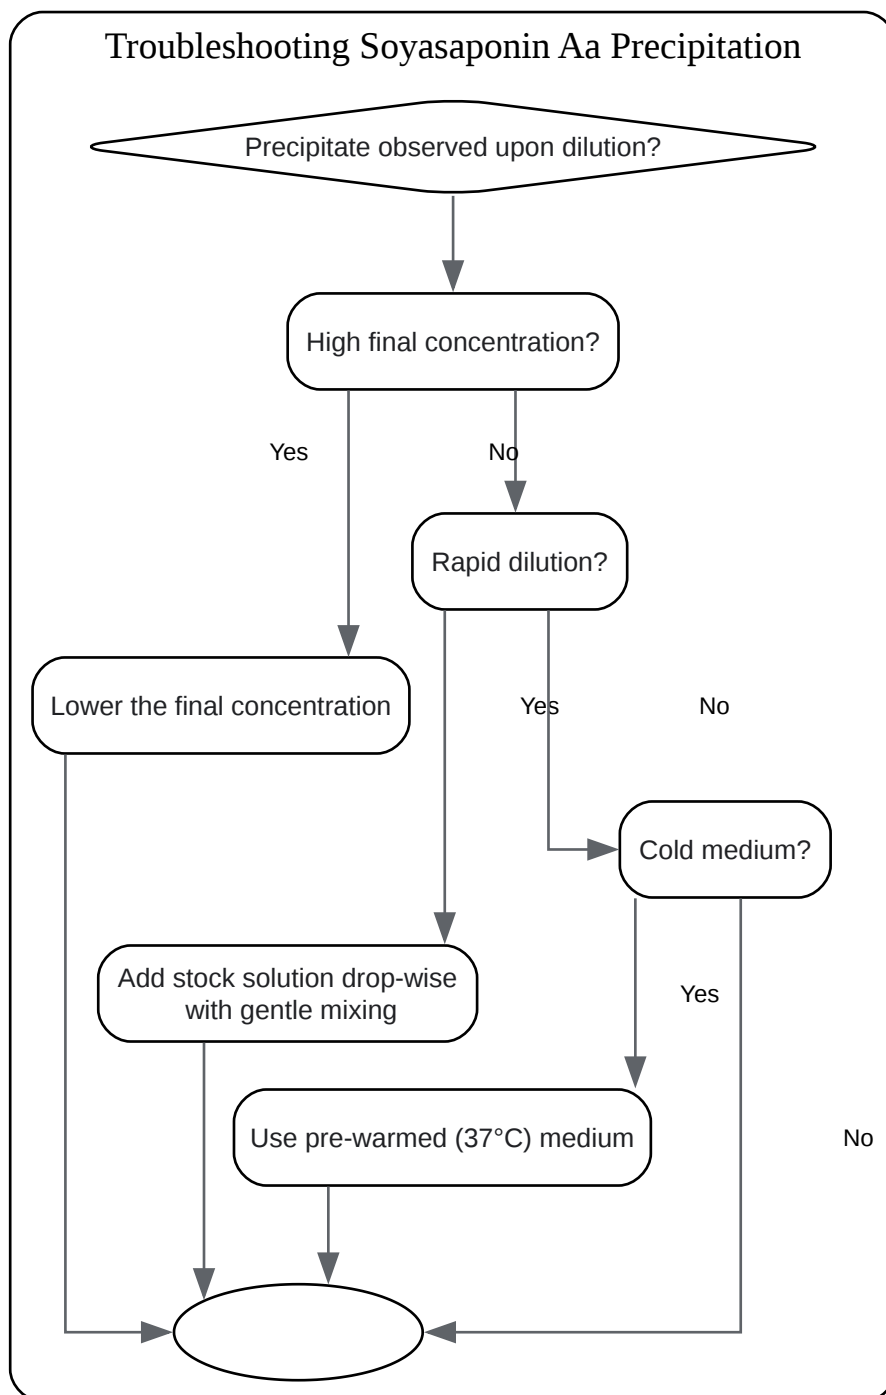 Troubleshooting Soyasaponin Aa Precipitation
Precipitate observed upon dilution?
High final concentration?
Yes
No
Rapid dilution?
Lower the final concentration
Yes
No
Cold medium?
Add stock solution drop-wise
with gentle mixing
Yes
Use pre-warmed (37°C) medium
No